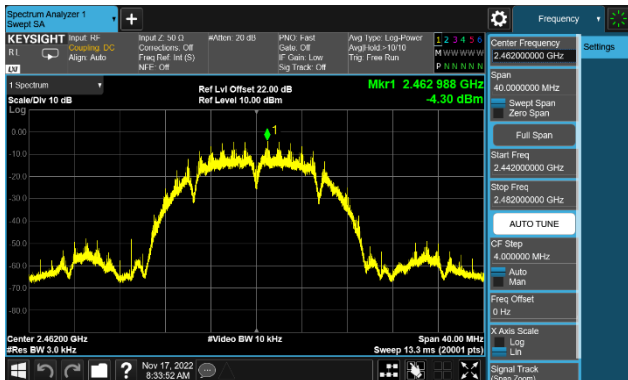 Spectrum Analyzer 1
Swept SA
Frequency
KEYSIGHT
Input: RF
Input Z: 50 Ω
#Atten: 20 dB
PNO: Fast
Avg Type: Log-Power
1 2 3 4 5 6
RL
Coupling: DC
Corrections: Off
Gate: Off
Avg|Hold: >10/10
M W W W W W
Align: Auto
Freq Ref: Int (S)
IF Gain: Low
Trig: Free Run
NFE: Off
Sig Track: Off
P N N N N N
LXI
Center Frequency
2.462000000 GHz
Settings
Span
40.0000000 MHz
Swept Span
Zero Span
Full Span
Start Freq
2.442000000 GHz
Stop Freq
2.482000000 GHz
AUTO TUNE
CF Step
4.000000 MHz
Auto
Man
Freq Offset
0 Hz
X Axis Scale
Log
Lin
Signal Track
(Span Zoom)
1 Spectrum
Ref Lvl Offset 22.00 dB
Mkr1 2.462 988 GHz
Scale/Div 10 dB
Ref Level 10.00 dBm
-4.30 dBm
Log
1
0.00
-10.0
-20.0
-30.0
-40.0
-50.0
-60.0
-70.0
-80.0
Center 2.46200 GHz
#Video BW 10 kHz
Span 40.00 MHz
#Res BW 3.0 kHz
Sweep 13.3 ms (20001 pts)
?
Nov 17, 2022
8:33:52 AM